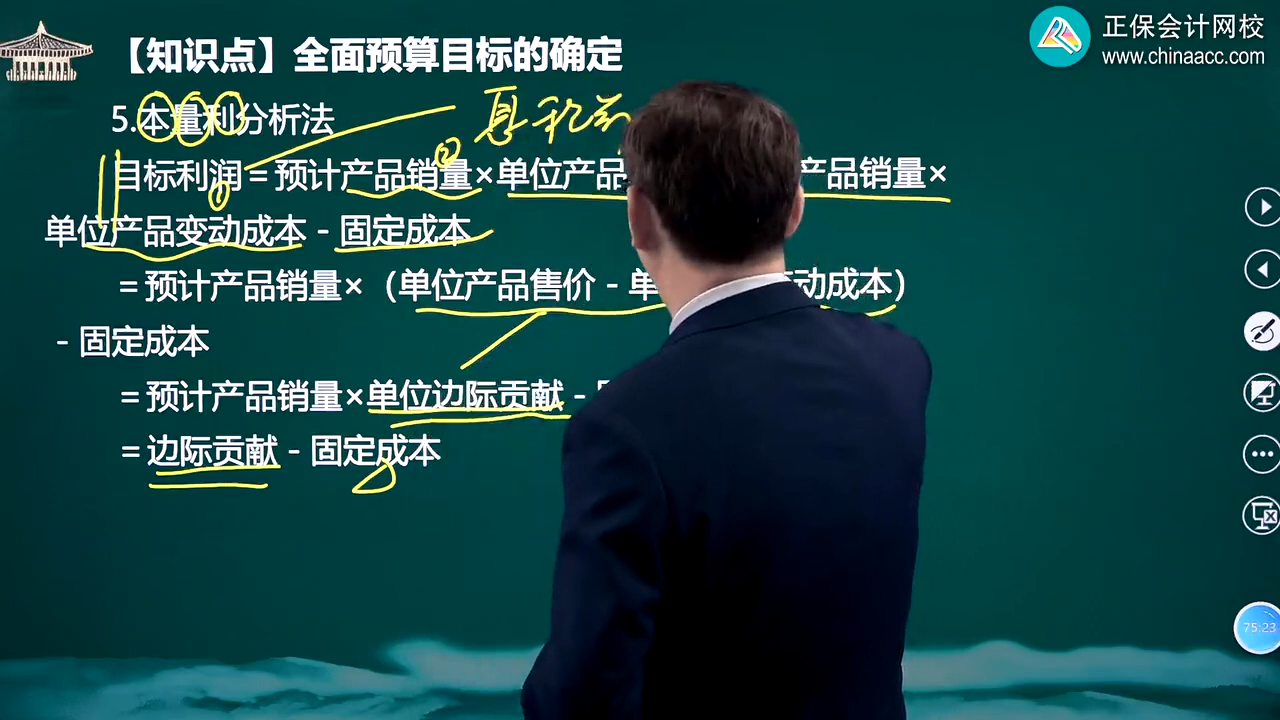 【知识点】全面预算目标的确定
正保会计网校
www.chinaacc.com
5.本量利分析法
息税前
目标利润＝预计产品销量×单位产品 产品销量×
① ②
单位产品变动成本－固定成本
＝预计产品销量×（单位产品售价－单 动成本）
－固定成本
＝预计产品销量×单位边际贡献－
＝边际贡献－固定成本
75:23